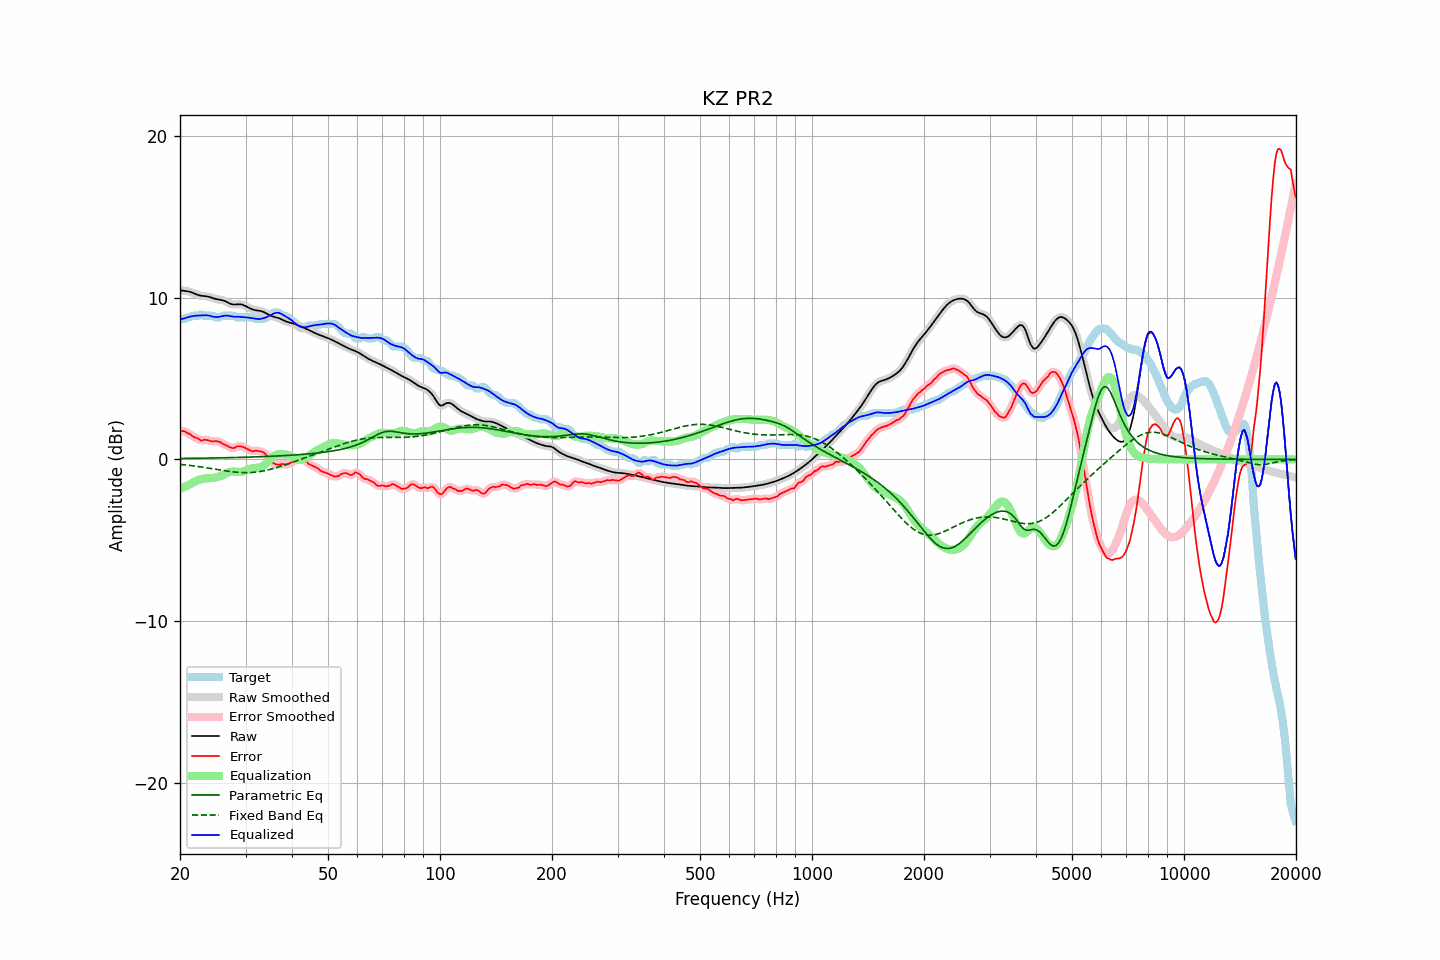 KZ PR2
Amplitude (dBr)
20
10
0
−10
−20
Target
Raw Smoothed
Error Smoothed
Raw
Error
Equalization
Parametric Eq
Fixed Band Eq
Equalized
20 50 100 200 500 1000 2000 5000 10000 20000
Frequency (Hz)